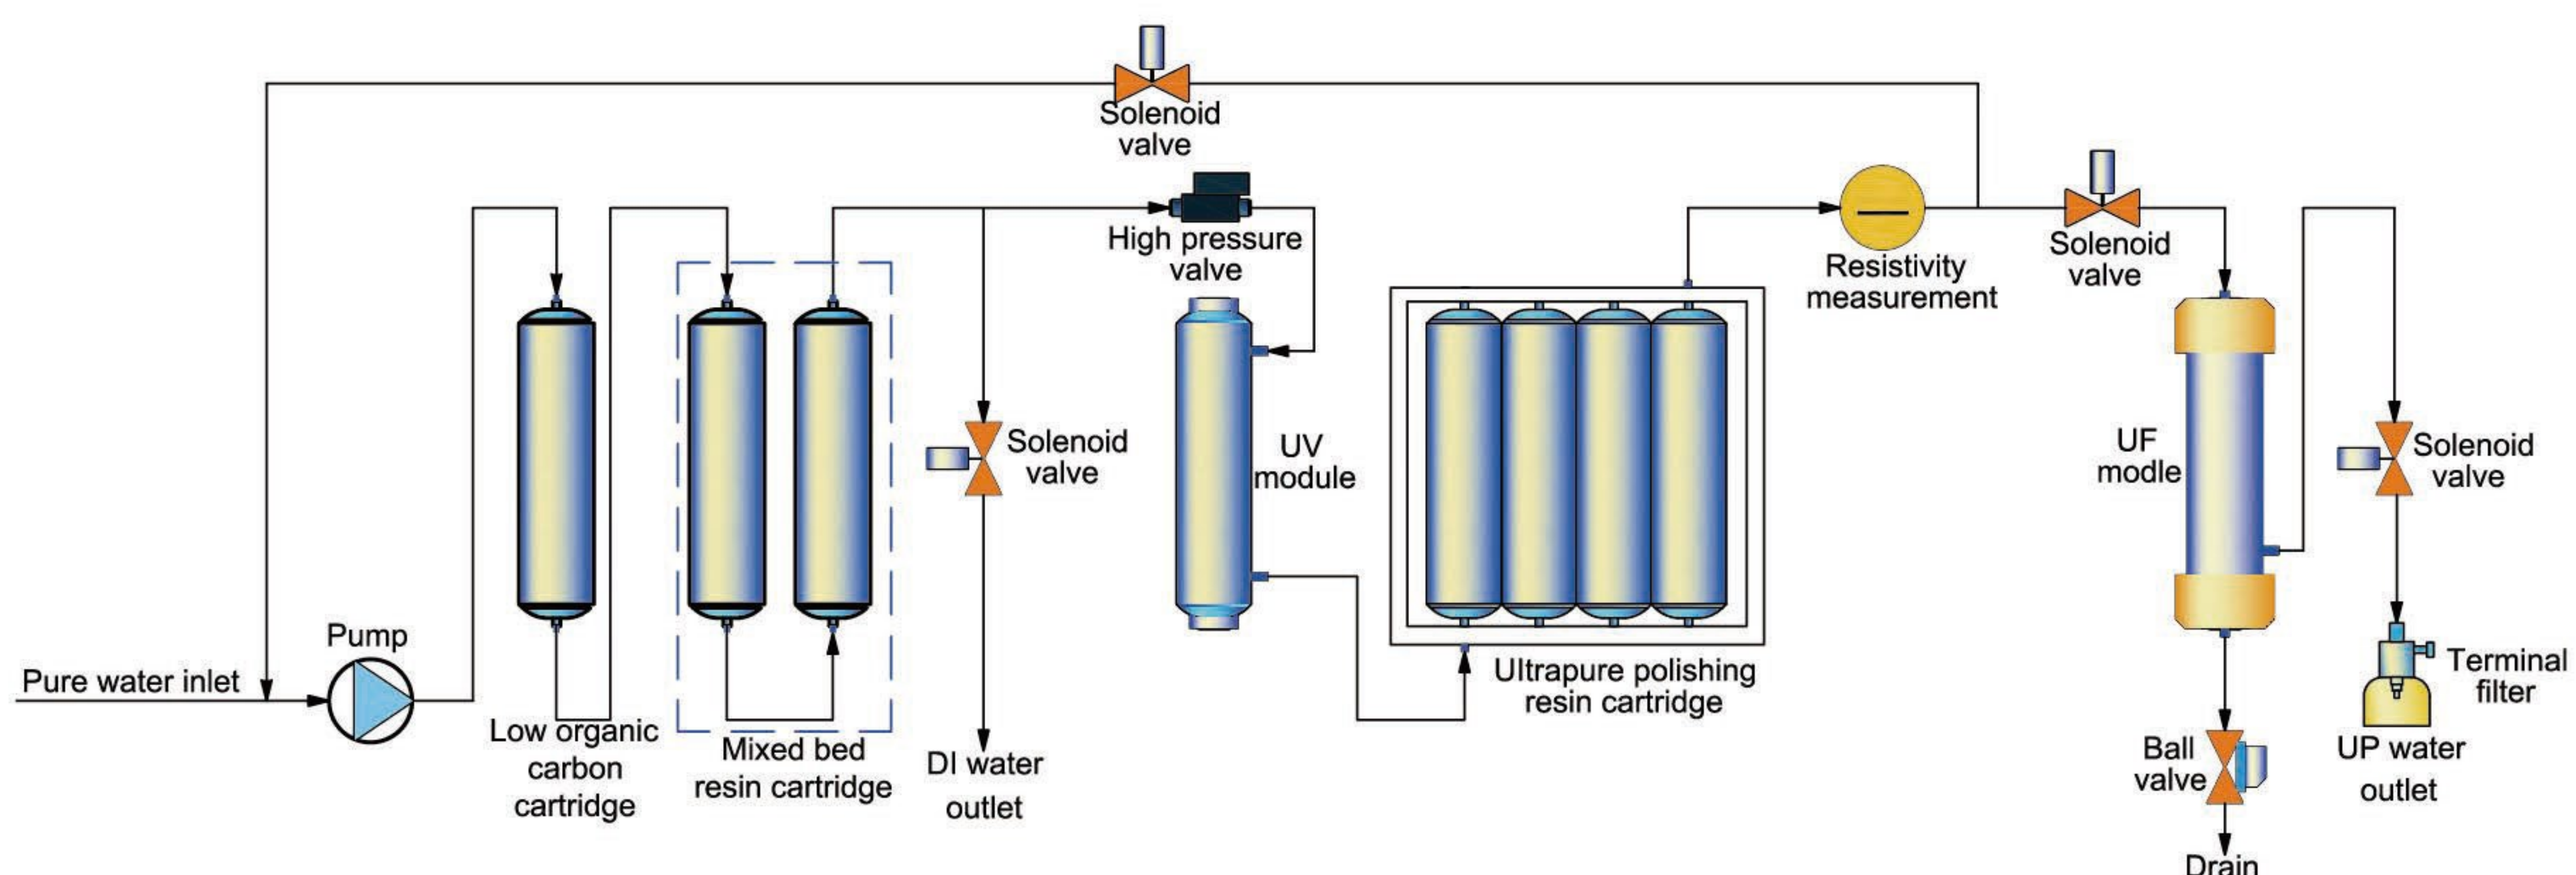 Solenoid
valve
High pressure
valve
Resistivity
measurement
Solenoid
valve
Solenoid
valve
UV
module
UF
modle
Solenoid
valve
Pump
Pure water inlet
Low organic
carbon
cartridge
Mixed bed
resin cartridge
DI water
outlet
Ultrapure polishing
resin cartridge
Terminal
filter
Ball
valve
UP water
outlet
Drain